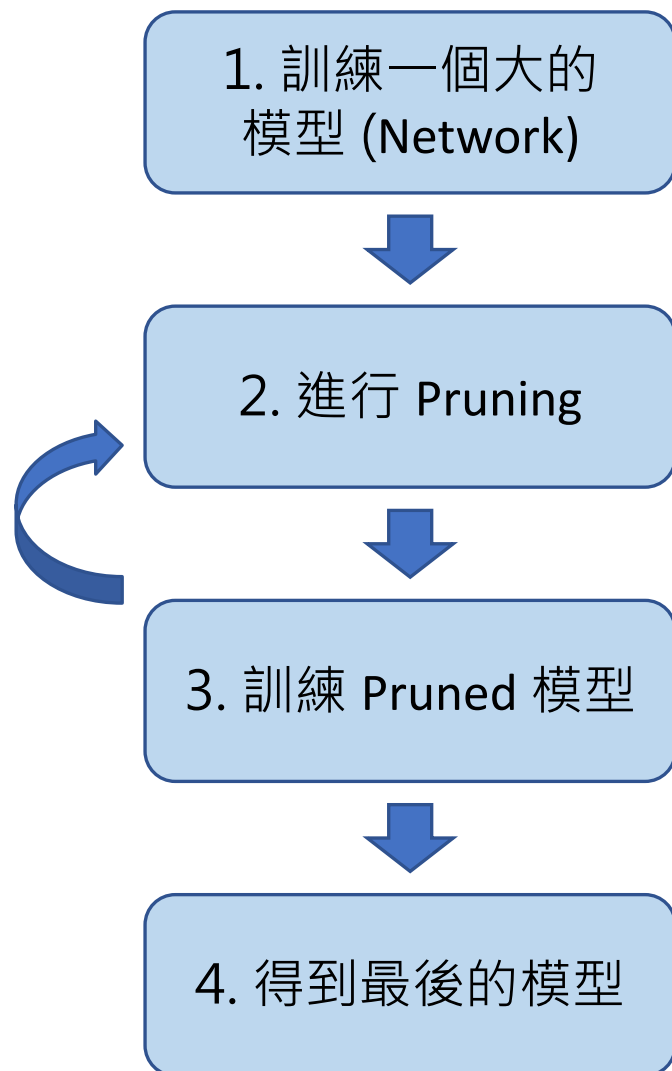 1. 訓練一個大的
模型 (Network)
2. 進行 Pruning
3. 訓練 Pruned 模型
4. 得到最後的模型